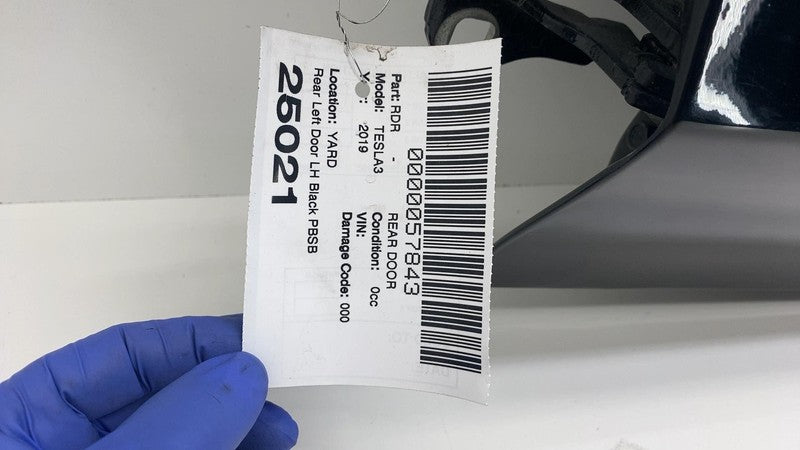 0000057843
Part: RDR - REAR DOOR
Model: TESLA3 Condition: 0cc
2019 VIN:
Damage Code: 000
Location: YARD
Rear Left Door LH Black PBSB
25021